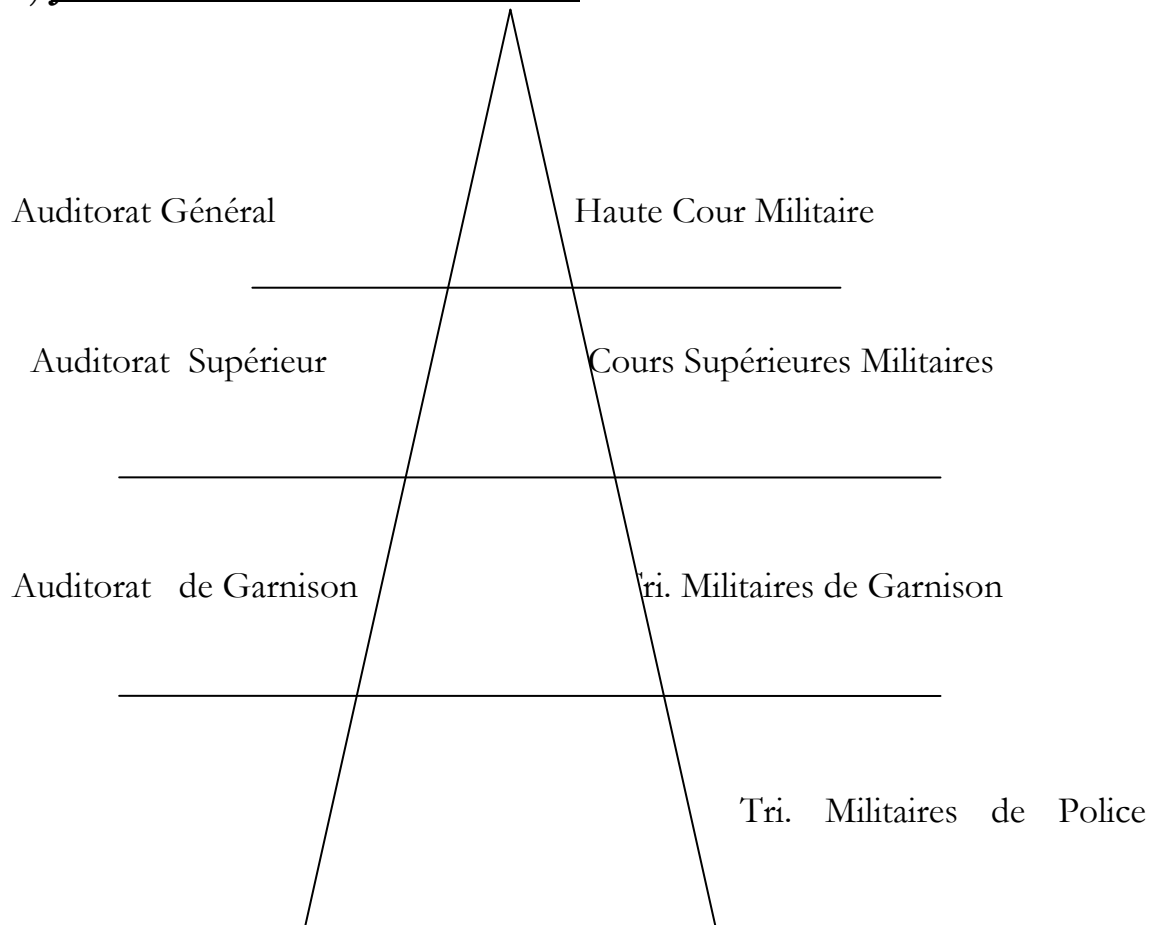 Auditorat Général Haute Cour Militaire
Auditorat Supérieur Cours Supérieures Militaires
Auditorat de Garnison Tri. Militaires de Garnison
Tri. Militaires de Police